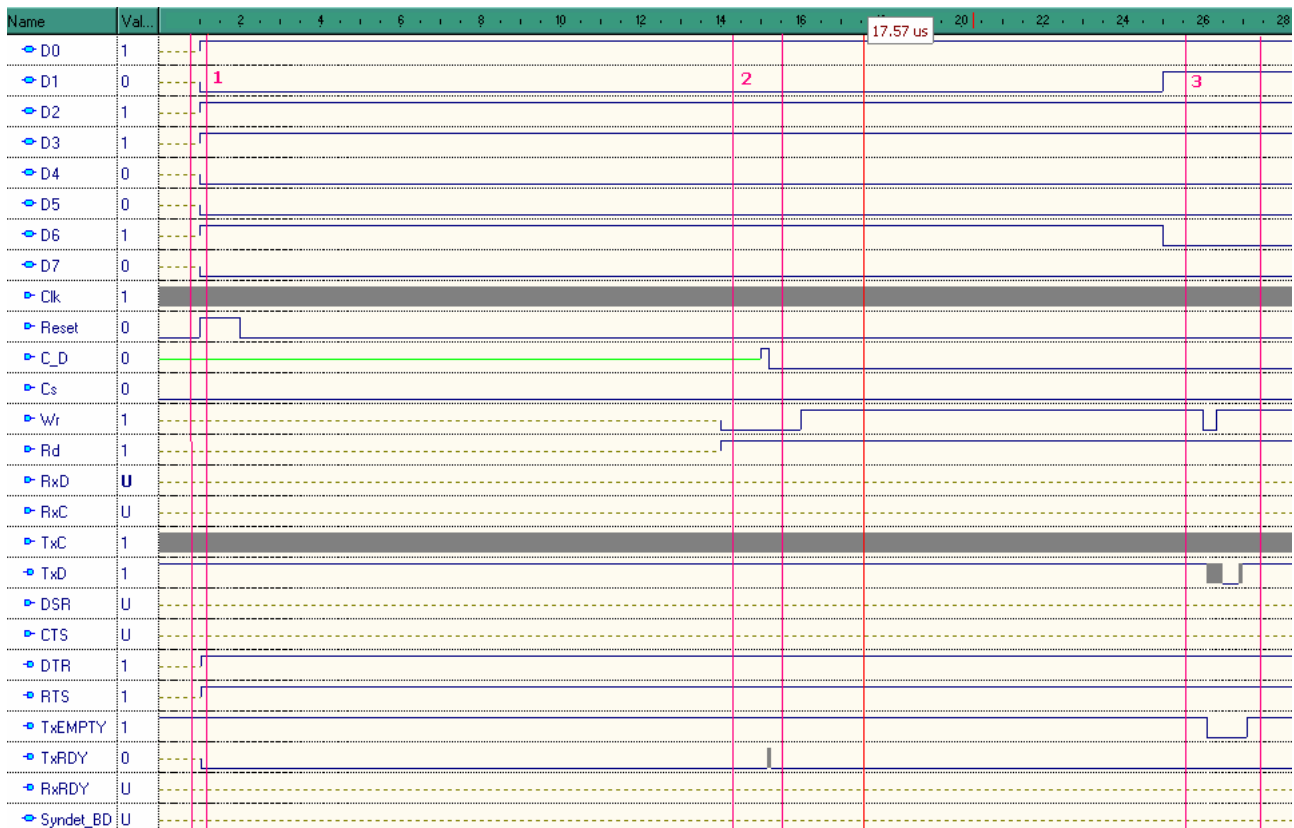 Name Val... 2 4 6 8 10 12 14 16 20 22 24 26 28
17.57 us
D0 1
D1 0 1 2 3
D2 1
D3 1
D4 0
D5 0
D6 1
D7 0
Clk 1
Reset 0
C_D 0
Cs 0
Wr 1
Rd 1
RxD U
RxC U
TxC 1
TxD 1
DSR U
CTS U
DTR 1
RTS 1
TxEMPTY 1
TxRDY 0
RxRDY U
Syndet_BD U